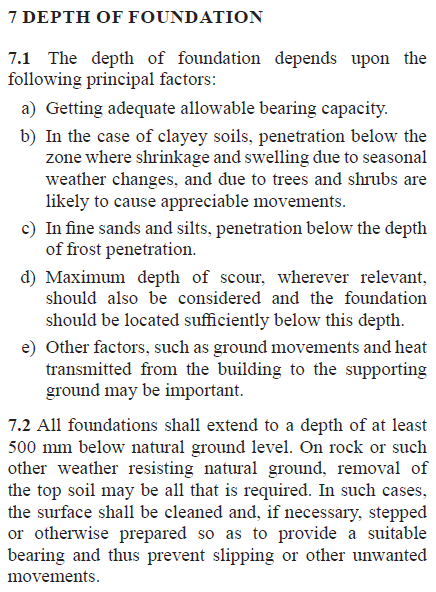 7 DEPTH OF FOUNDATION
7.1 The depth of foundation depends upon the
following principal factors:
a) Getting adequate allowable bearing capacity.
b) In the case of clayey soils, penetration below the
zone where shrinkage and swelling due to seasonal
weather changes, and due to trees and shrubs are
likely to cause appreciable movements.
c) In fine sands and silts, penetration below the depth
of frost penetration.
d) Maximum depth of scour, wherever relevant,
should also be considered and the foundation
should be located sufficiently below this depth.
e) Other factors, such as ground movements and heat
transmitted from the building to the supporting
ground may be important.
7.2 All foundations shall extend to a depth of at least
500 mm below natural ground level. On rock or such
other weather resisting natural ground, removal of
the top soil may be all that is required. In such cases,
the surface shall be cleaned and, if necessary, stepped
or otherwise prepared so as to provide a suitable
bearing and thus prevent slipping or other unwanted
movements.